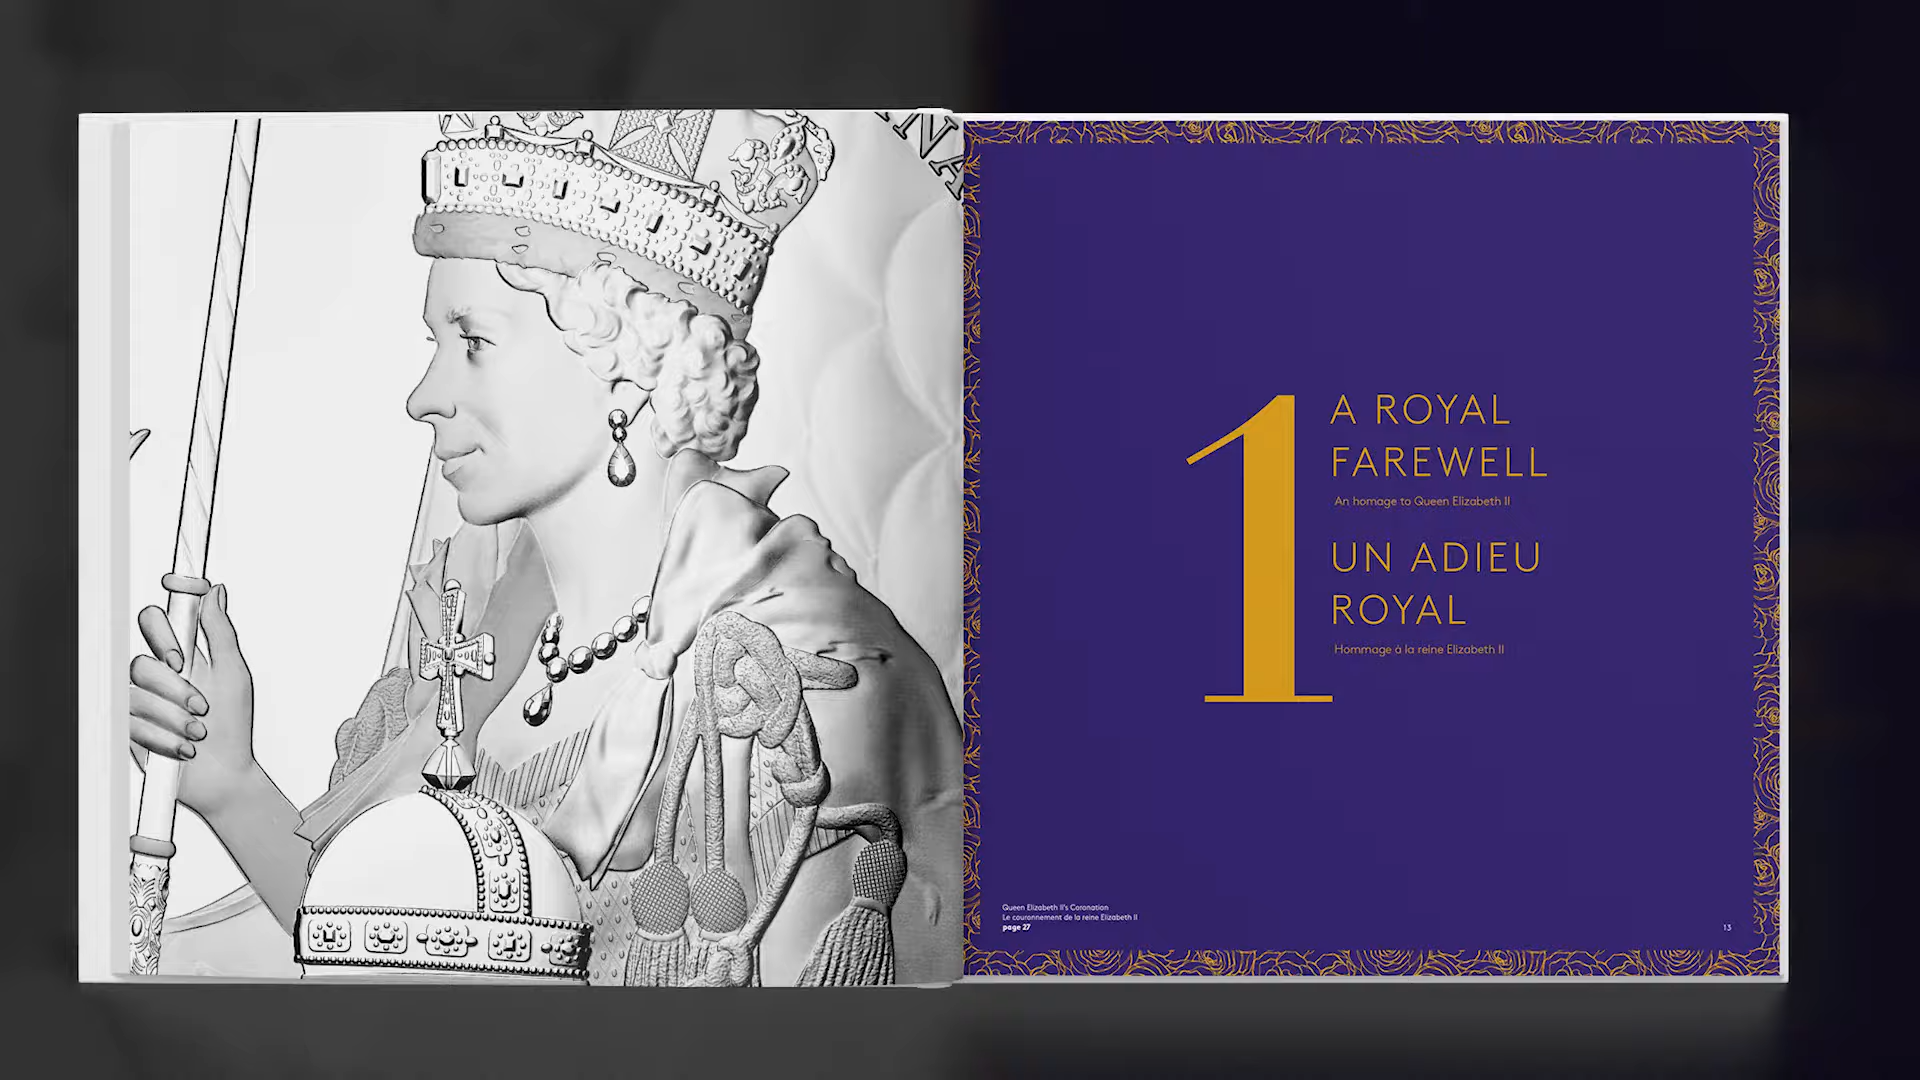 INA
1
A ROYAL
FAREWELL
An homage to Queen Elizabeth II
UN ADIEU
ROYAL
Hommage à la reine Elizabeth II
Queen Elizabeth II's Coronation
Le couronnement de la reine Elizabeth II
page 27
13